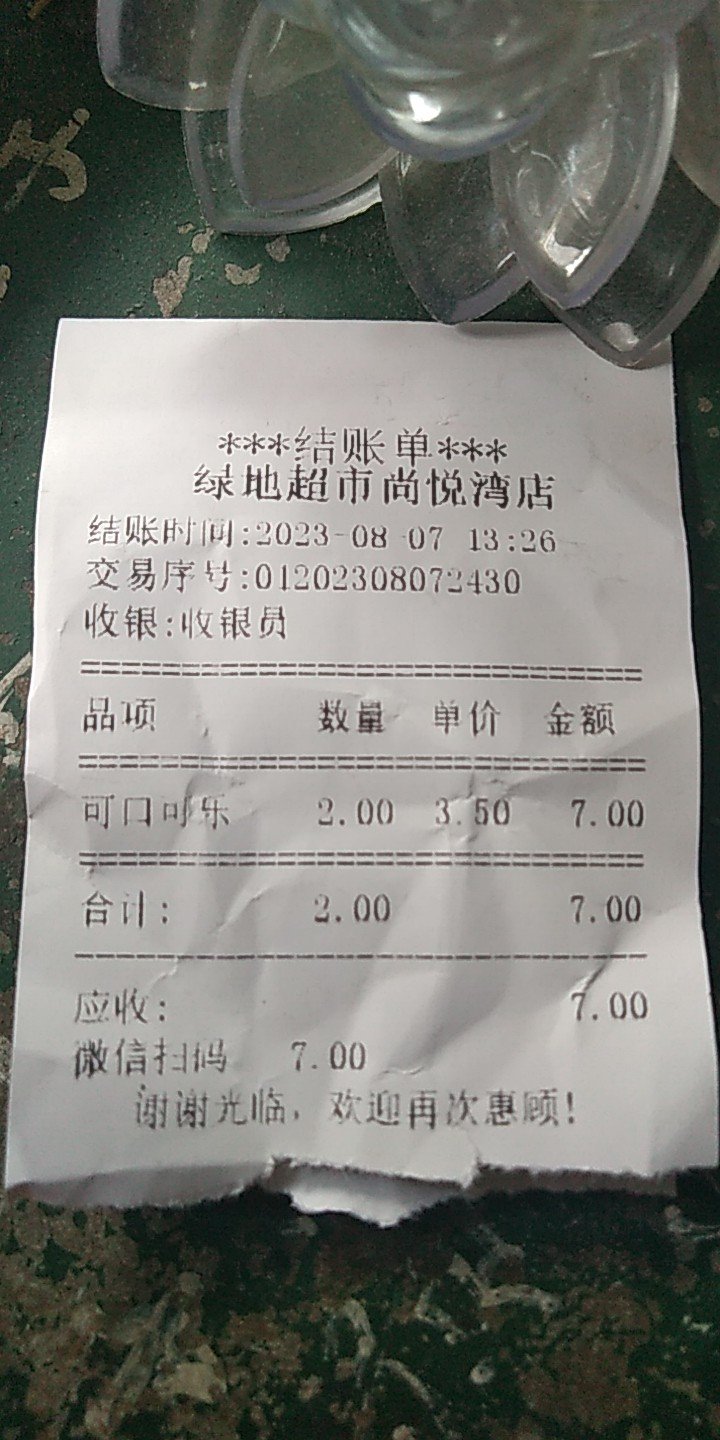 ***结账单***
绿地超市尚悦湾店
结账时间:2023-08-07 13:26
交易序号:01202308072430
收银:收银员
==================================
品项 数量 单价 金额
==================================
可口可乐 2.00 3.50 7.00
==================================
合计: 2.00 7.00
----------------------------------
应收: 7.00
微信扫码 7.00
谢谢光临，欢迎再次惠顾!